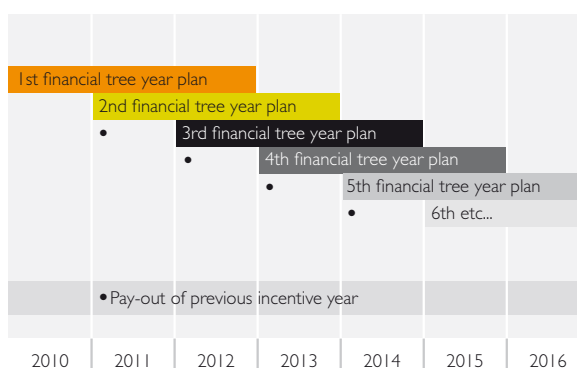 1st financial tree year plan
2nd financial tree year plan
• 3rd financial tree year plan
• 4th financial tree year plan
• 5th financial tree year plan
• 6th etc...
• Pay-out of previous incentive year
2010 2011 2012 2013 2014 2015 2016